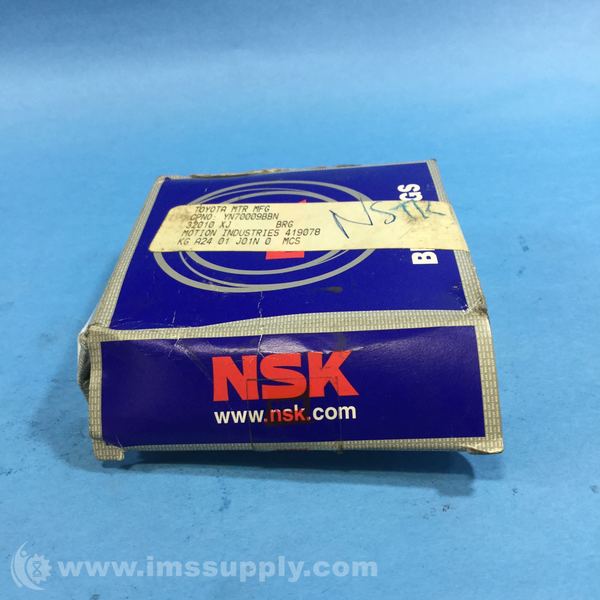 TOYOTA MTR MFG
CPNO: YN70009BBN
32010 XJ BRG
MOTION INDUSTRIES 419078
KG A24 01 J01N 0 MCS
NSK
www.nsk.com
www.imssupply.com